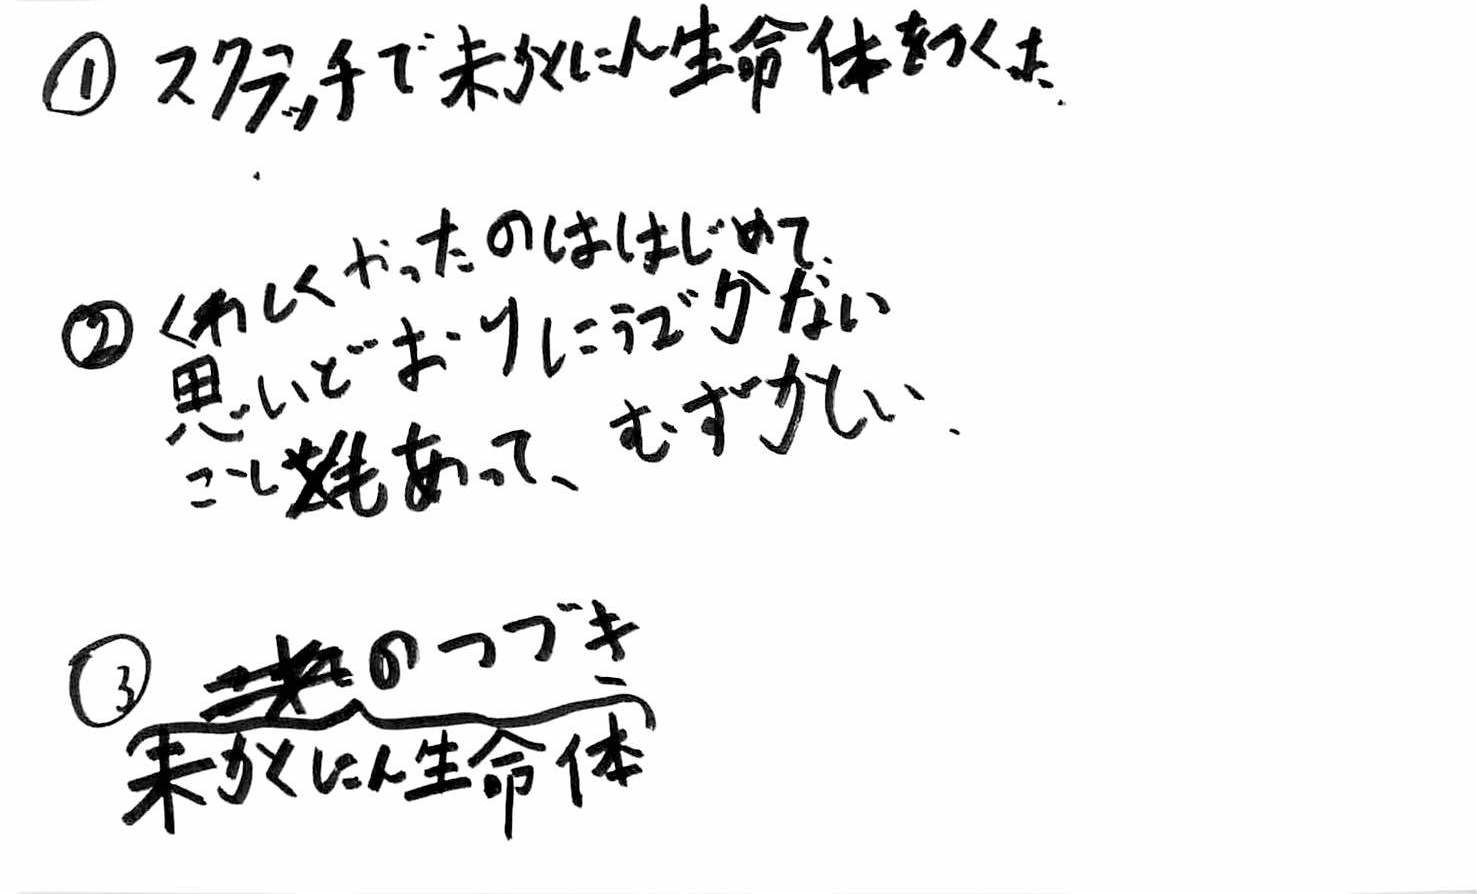 ① スクラッチで未かくにん生命体をつくた.
② くわしくやったのははじめて.
思いどおりにうごかない
こしょうもあって、むずかしい.
③ のつづき
未かくにん生命体